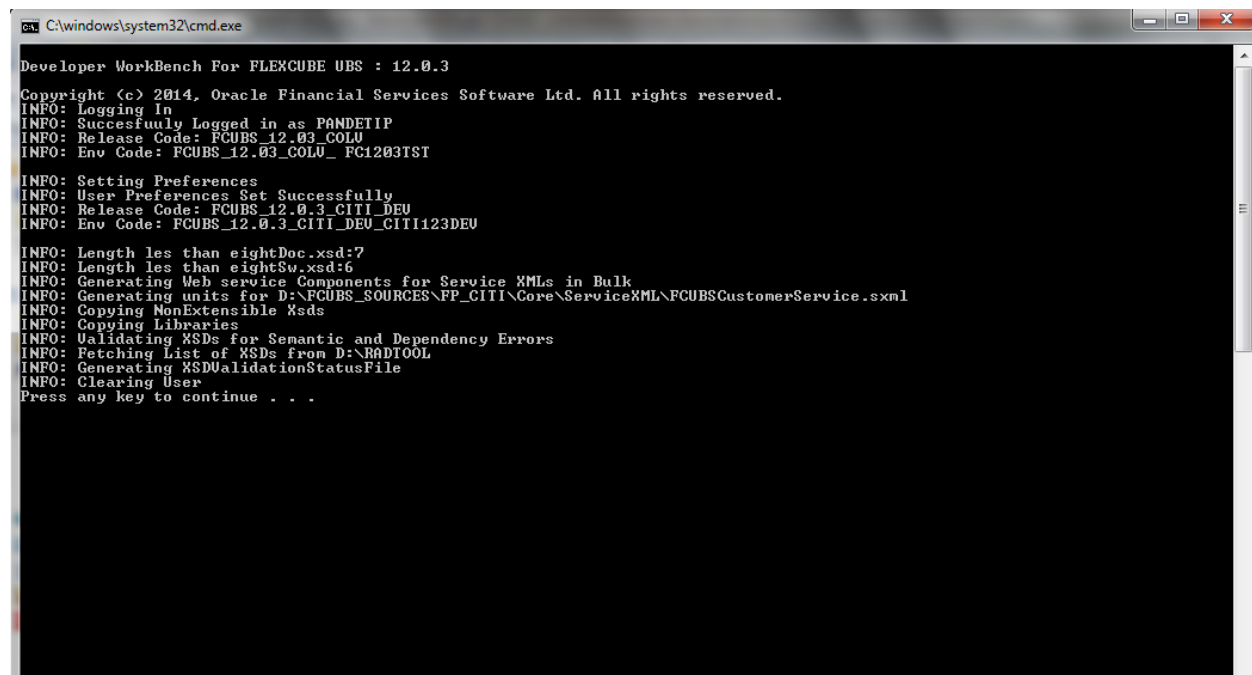 C:\windows\system32\cmd.exe
Developer WorkBench For FLEXCUBE UBS : 12.0.3
Copyright (c) 2014, Oracle Financial Services Software Ltd. All rights reserved.
INFO: Logging In
INFO: Succesfuuly Logged in as PANDETIP
INFO: Release Code: FCUBS_12.03_COLV
INFO: Env Code: FCUBS_12.03_COLV_ FC1203TST
INFO: Setting Preferences
INFO: User Preferences Set Successfully
INFO: Release Code: FCUBS_12.0.3_CITI_DEV
INFO: Env Code: FCUBS_12.0.3_CITI_DEV_CITI123DEV
INFO: Length les than eightDoc.xsd:7
INFO: Length les than eightSw.xsd:6
INFO: Generating Web service Components for Service XMLs in Bulk
INFO: Generating units for D:\FCUBS_SOURCES\FP_CITI\Core\ServiceXML\FCUBSCustomerService.sxml
INFO: Copying NonExtensible Xsds
INFO: Copying Libraries
INFO: Validating XSDs for Semantic and Dependency Errors
INFO: Fetching List of XSDs from D:\RADTOOL
INFO: Generating XSDValidationStatusFile
INFO: Clearing User
Press any key to continue . . .